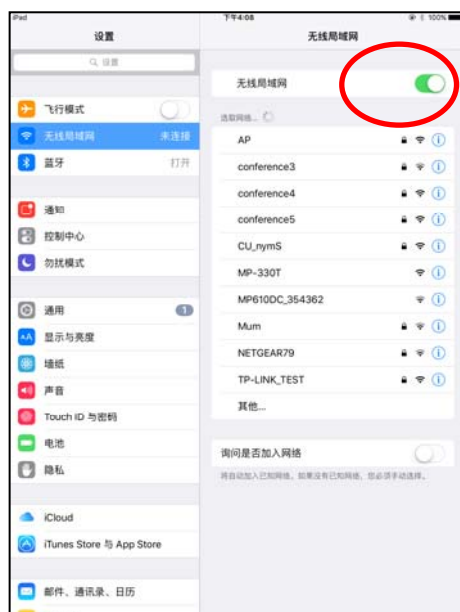 iPad
下午4:08
100%
设置
无线局域网
设置
飞行模式
无线局域网
未连接
蓝牙
打开
通知
控制中心
勿扰模式
通用
1
显示与亮度
墙纸
声音
Touch ID 与密码
电池
隐私
iCloud
iTunes Store 与 App Store
邮件、通讯录、日历
无线局域网
选取网络...
AP
conference3
conference4
conference5
CU_nymS
MP-330T
MP610DC_354362
Mum
NETGEAR79
TP-LINK_TEST
其他...
询问是否加入网络
将自动加入已知网络。如果没有已知网络，您必须手动选择。